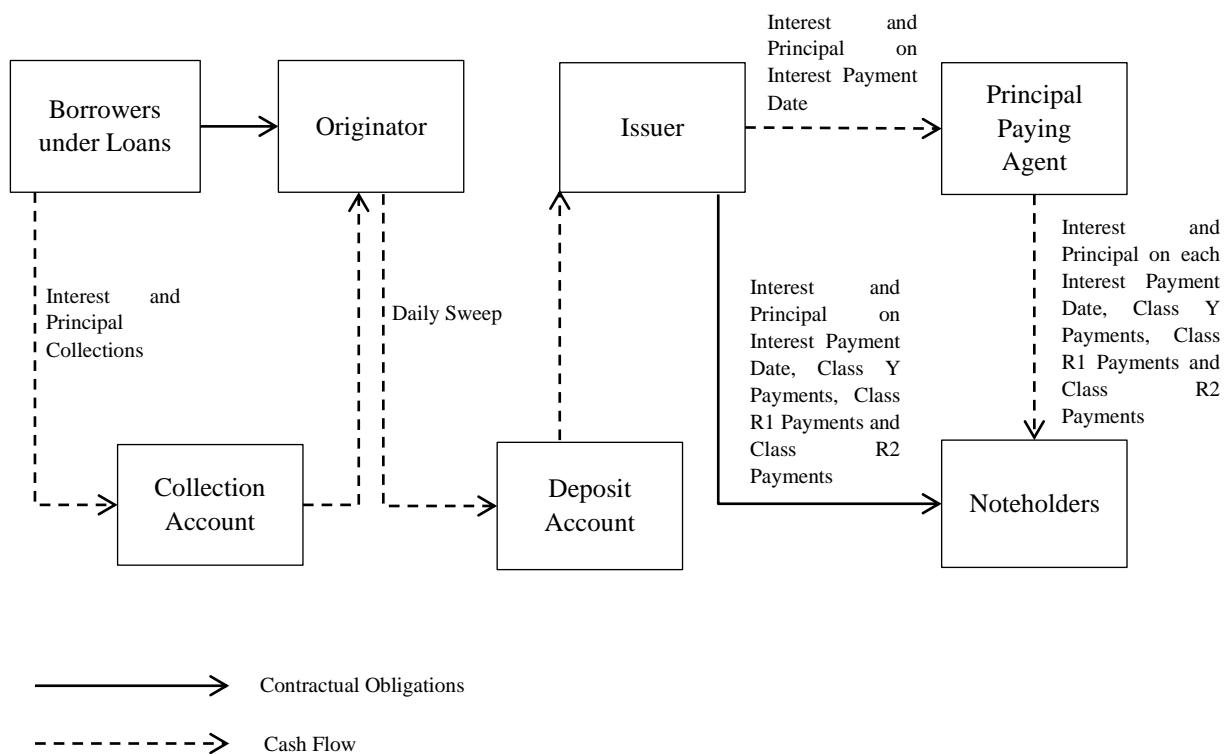 Interest and
Principal on
Interest Payment
Date
Borrowers
under Loans
Originator
Issuer
Principal
Paying
Agent
Interest and
Principal
Collections
Daily Sweep
Interest and
Principal on
Interest Payment
Date, Class Y
Payments, Class
R1 Payments and
Class R2
Payments
Interest and
Principal on each
Interest Payment
Date, Class Y
Payments, Class
R1 Payments and
Class R2
Payments
Collection
Account
Deposit
Account
Noteholders
Contractual Obligations
Cash Flow